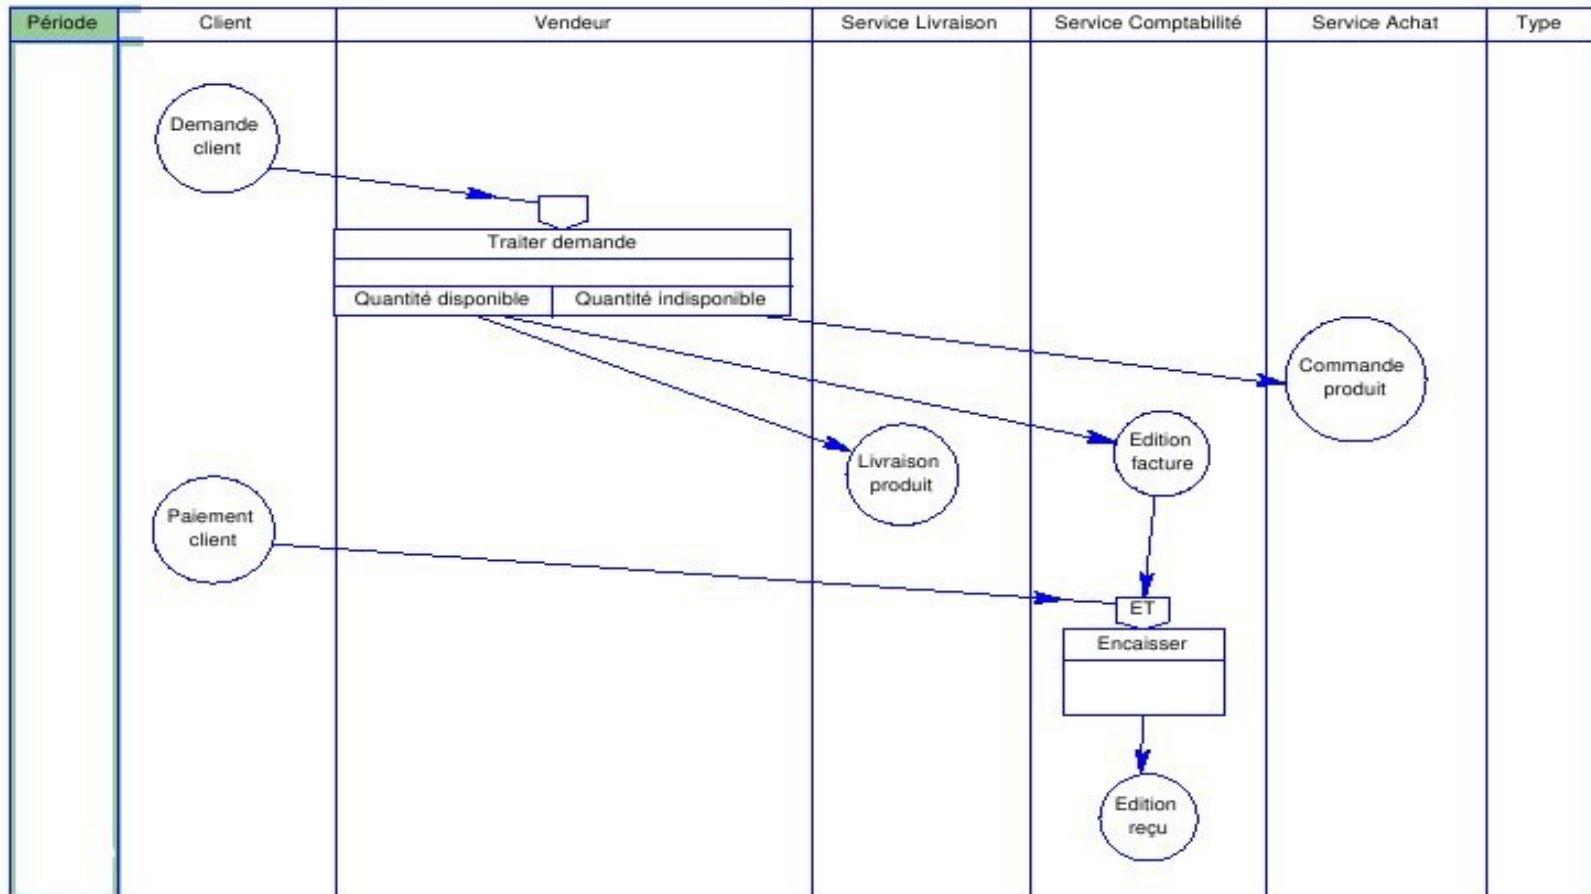 Période
Client
Vendeur
Service Livraison
Service Comptabilité
Service Achat
Type
Demande
client
Traiter demande
Quantité disponible
Quantité indisponible
Commande
produit
Edition
facture
Livraison
produit
Paiement
client
ET
Encaisser
Edition
reçu